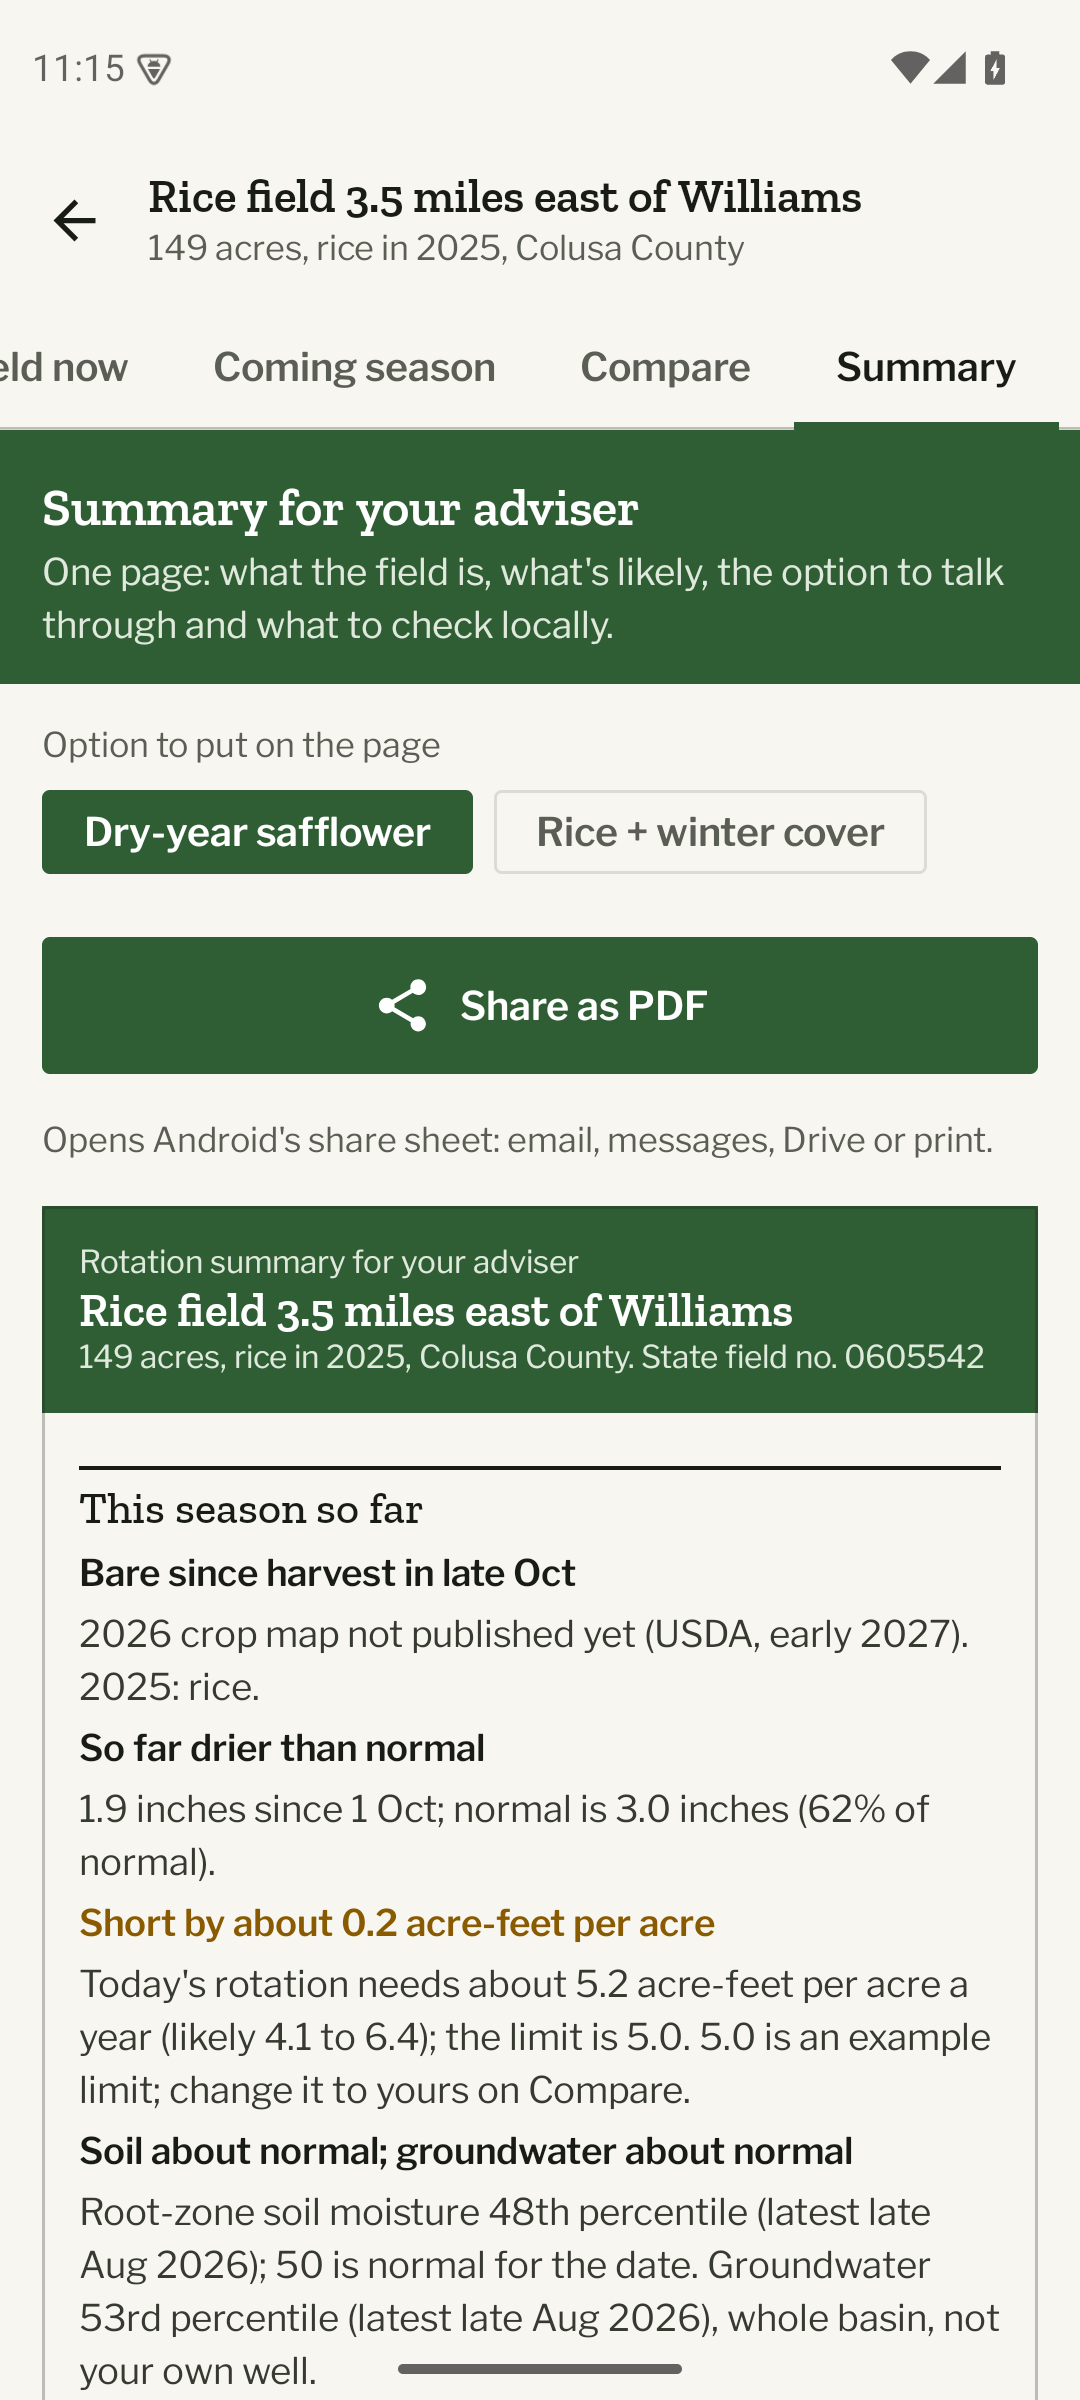 11:15
Rice field 3.5 miles east of Williams
149 acres, rice in 2025, Colusa County
eld now
Coming season
Compare
Summary
Summary for your adviser
One page: what the field is, what's likely, the option to talk
through and what to check locally.
Option to put on the page
Dry-year safflower
Rice + winter cover
Share as PDF
Opens Android's share sheet: email, messages, Drive or print.
Rotation summary for your adviser
Rice field 3.5 miles east of Williams
149 acres, rice in 2025, Colusa County. State field no. 0605542
This season so far
Bare since harvest in late Oct
2026 crop map not published yet (USDA, early 2027).
2025: rice.
So far drier than normal
1.9 inches since 1 Oct; normal is 3.0 inches (62% of
normal).
Short by about 0.2 acre-feet per acre
Today's rotation needs about 5.2 acre-feet per acre a
year (likely 4.1 to 6.4); the limit is 5.0. 5.0 is an example
limit; change it to yours on Compare.
Soil about normal; groundwater about normal
Root-zone soil moisture 48th percentile (latest late
Aug 2026); 50 is normal for the date. Groundwater
53rd percentile (latest late Aug 2026), whole basin, not
your own well.